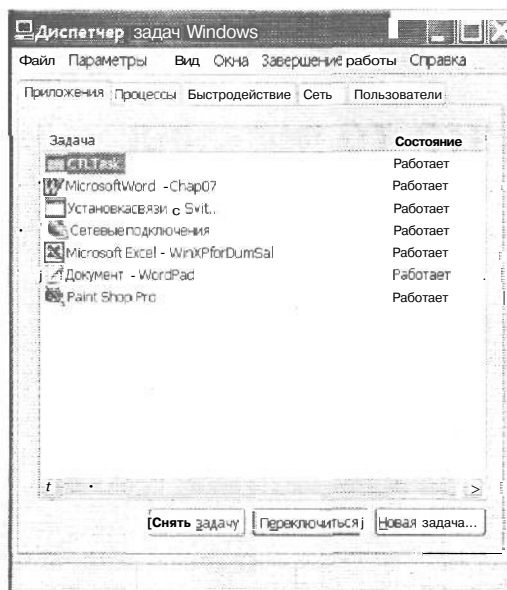 Диспетчер задач Windows
Файл Параметры Вид Окна Завершение работы Справка
Приложения Процессы Быстродействие Сеть Пользователи
Задача Состояние
CTLTask Работает
MicrosoftWord -Chap07 Работает
Установкасвязи с Svit.. Работает
Сетевыеподключения Работает
Microsoft Excel - WinXPforDumSal Работает
Документ - WordPad Работает
Paint Shop Pro Работает
Снять задачу Переключиться Новая задача...